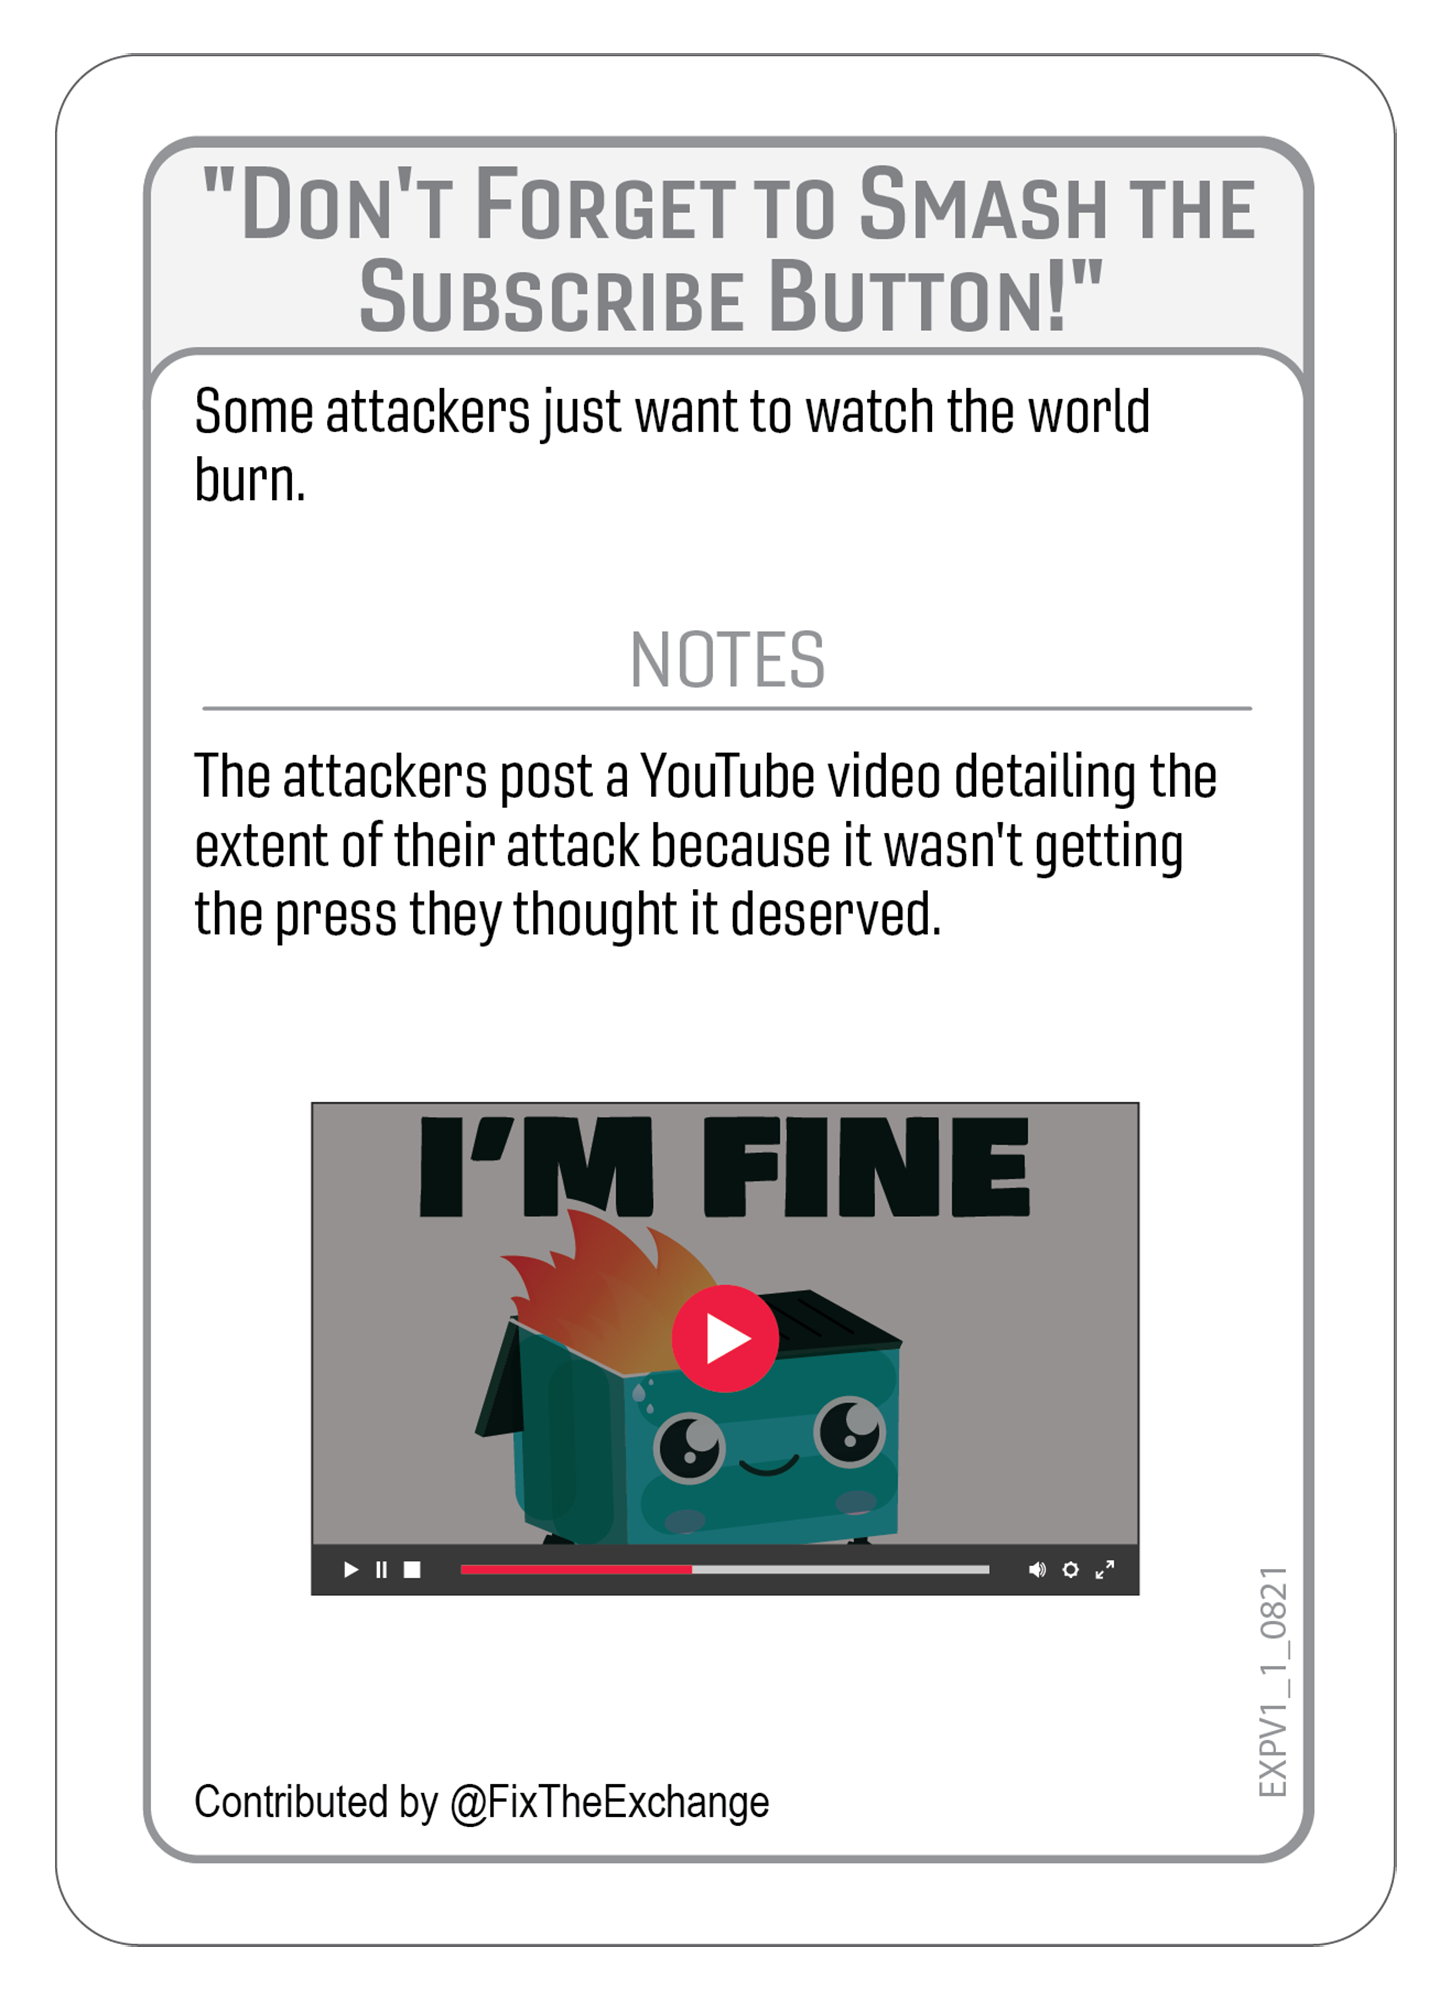 "Don't Forget to Smash the
Subscribe Button!"
Some attackers just want to watch the world
burn.
NOTES
The attackers post a YouTube video detailing the
extent of their attack because it wasn't getting
the press they thought it deserved.
I'M FINE
EXPV1_1_0821
Contributed by @FixTheExchange